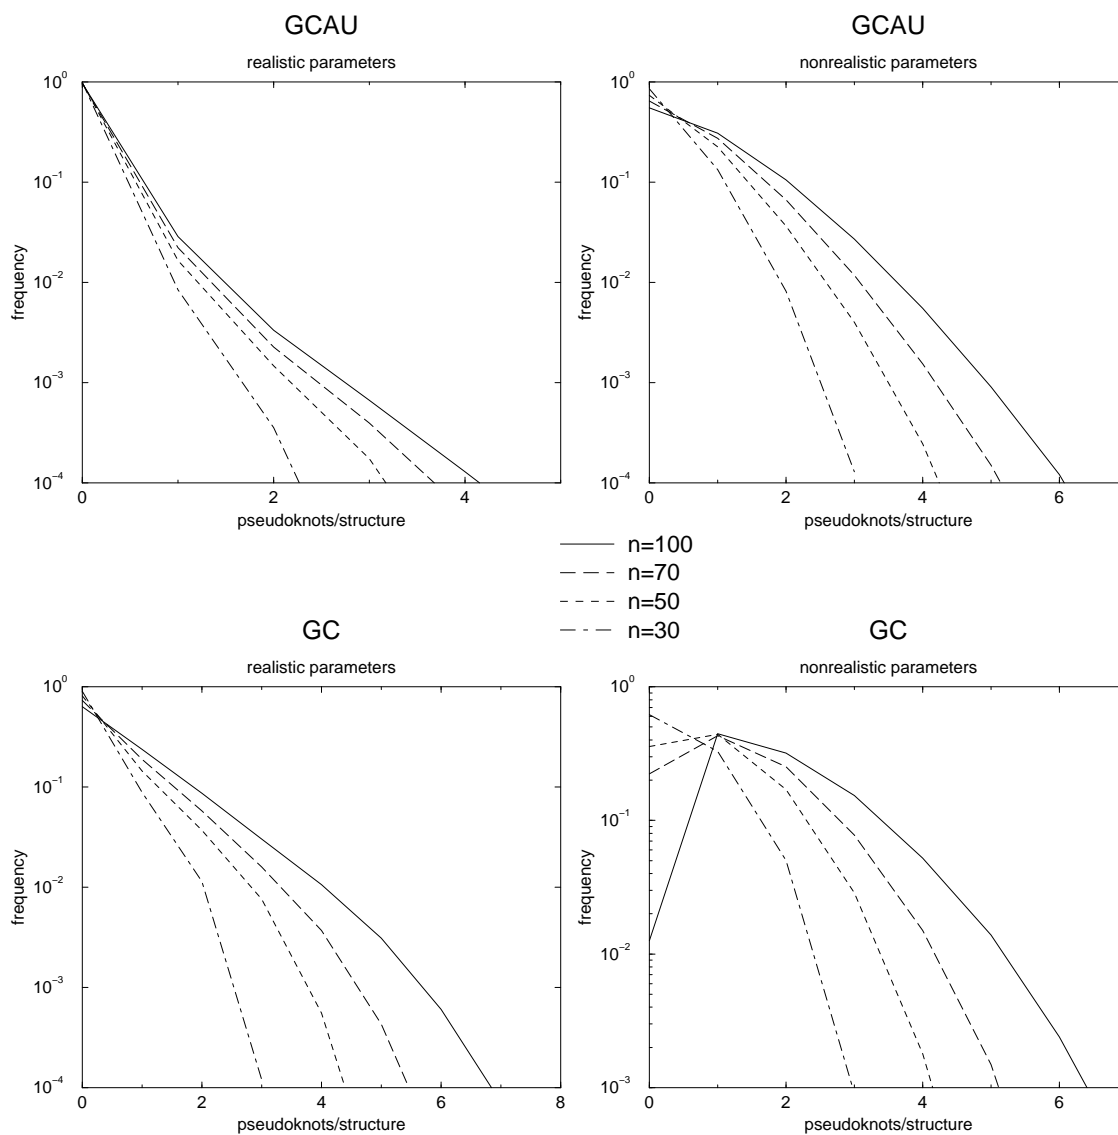 GCAU
realistic parameters
10^0
10^-1
10^-2
10^-3
10^-4
frequency
0
2
4
pseudoknots/structure
GCAU
nonrealistic parameters
10^0
10^-1
10^-2
10^-3
10^-4
frequency
0
2
4
6
pseudoknots/structure
n=100
n=70
n=50
n=30
GC
realistic parameters
10^0
10^-1
10^-2
10^-3
10^-4
frequency
0
2
4
6
8
pseudoknots/structure
GC
nonrealistic parameters
10^0
10^-1
10^-2
10^-3
frequency
0
2
4
6
pseudoknots/structure